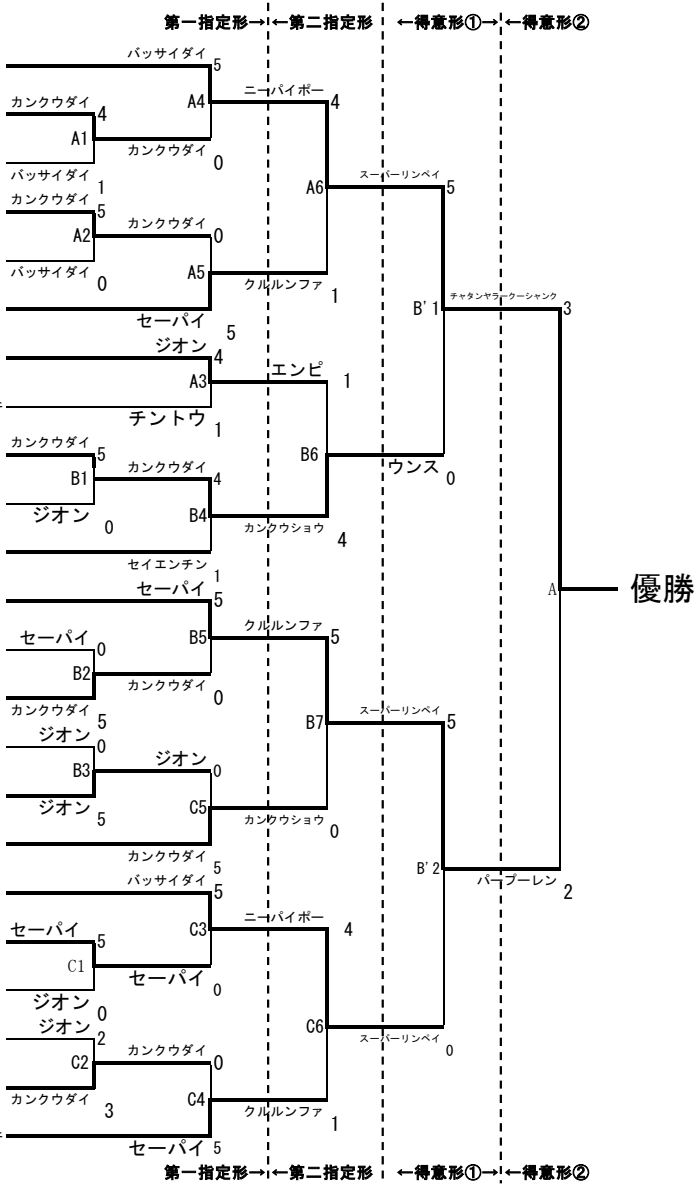 第一指定形→←第二指定形 ←得意形①→←得意形②
バッサイダイ 5
ニーパイポー 4
カンクウダイ 4
A4
A1
カンクウダイ 0
バッサイダイ 1
スーパーリンペイ 5
A6
カンクウダイ 5
カンクウダイ 0
A2
A5
バッサイダイ 0
クルルンファ 1
チャタンヤラークーシャンク 3
B'1
セーパイ 5
ジオン 4
エンピ 1
A3
チントウ 1
カンクウダイ 5
B6
カンクウダイ 4
ウンス 0
B1
ジオン 0
B4
カンクウショウ 4
セイエンチン 1
A 優勝
セーパイ 5
クルルンファ 5
セーパイ 0
B5
B2
カンクウダイ 0
カンクウダイ 5
スーパーリンペイ 5
B7
ジオン 0
ジオン 0
B3
ジオン 5
C5
カンクウショウ 0
カンクウダイ 5
B'2
パープーレン 2
バッサイダイ 5
ニーパイポー 4
セーパイ 5
C3
C1
セーパイ 0
ジオン 0
C6
スーパーリンペイ 0
ジオン 2
カンクウダイ 0
C2
カンクウダイ 3
C4
クルルンファ 1
セーパイ 5
第一指定形→←第二指定形 ←得意形①→←得意形②